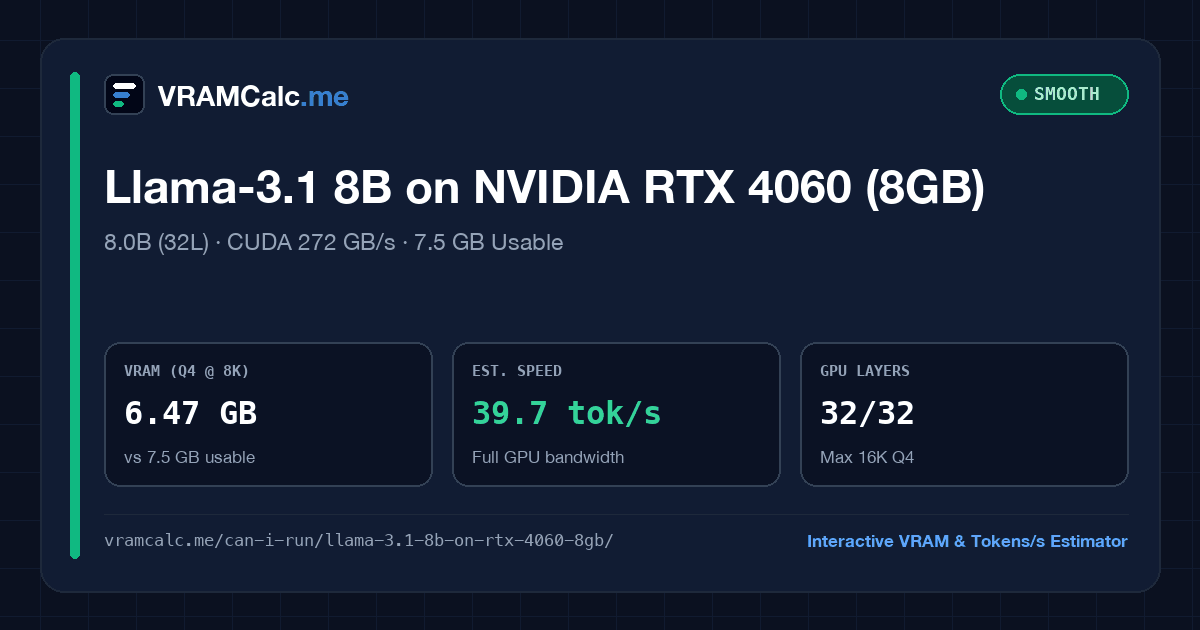 VRAMCalc.me
SMOOTH
Llama-3.1 8B on NVIDIA RTX 4060 (8GB)
8.0B (32L) · CUDA 272 GB/s · 7.5 GB Usable
VRAM (Q4 @ 8K)
6.47 GB
vs 7.5 GB usable
EST. SPEED
39.7 tok/s
Full GPU bandwidth
GPU LAYERS
32/32
Max 16K Q4
vramcalc.me/can-i-run/llama-3.1-8b-on-rtx-4060-8gb/
Interactive VRAM & Tokens/s Estimator